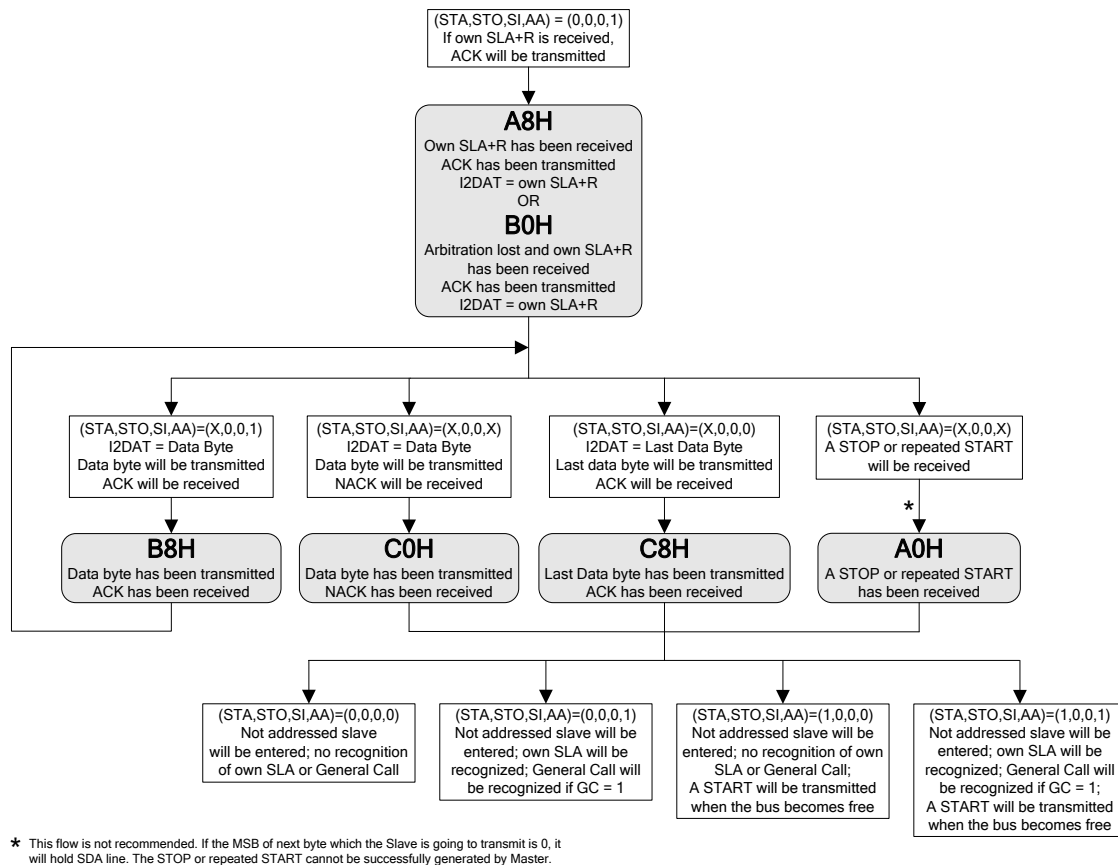 (STA,STO,SI,AA) = (0,0,0,1)
If own SLA+R is received,
ACK will be transmitted
A8H
Own SLA+R has been received
ACK has been transmitted
I2DAT = own SLA+R
OR
B0H
Arbitration lost and own SLA+R
has been received
ACK has been transmitted
I2DAT = own SLA+R
(STA,STO,SI,AA)=(X,0,0,1)
I2DAT = Data Byte
Data byte will be transmitted
ACK will be received
(STA,STO,SI,AA)=(X,0,0,X)
I2DAT = Data Byte
Data byte will be transmitted
NACK will be received
(STA,STO,SI,AA)=(X,0,0,0)
I2DAT = Last Data Byte
Last data byte will be transmitted
ACK will be received
(STA,STO,SI,AA)=(X,0,0,X)
A STOP or repeated START
will be received
*
B8H
Data byte has been transmitted
ACK has been received
C0H
Data byte has been transmitted
NACK has been received
C8H
Last Data byte has been transmitted
ACK has been received
A0H
A STOP or repeated START
has been received
(STA,STO,SI,AA)=(0,0,0,0)
Not addressed slave
will be entered; no recognition
of own SLA or General Call
(STA,STO,SI,AA)=(0,0,0,1)
Not addressed slave will be
entered; own SLA will be
recognized; General Call will
be recognized if GC = 1
(STA,STO,SI,AA)=(1,0,0,0)
Not addressed slave will be
entered; no recognition of own
SLA or General Call;
A START will be transmitted
when the bus becomes free
(STA,STO,SI,AA)=(1,0,0,1)
Not addressed slave will be
entered; own SLA will be
recognized; General Call will
be recognized if GC = 1;
A START will be transmitted
when the bus becomes free
* This flow is not recommended. If the MSB of next byte which the Slave is going to transmit is 0, it
will hold SDA line. The STOP or repeated START cannot be successfully generated by Master.